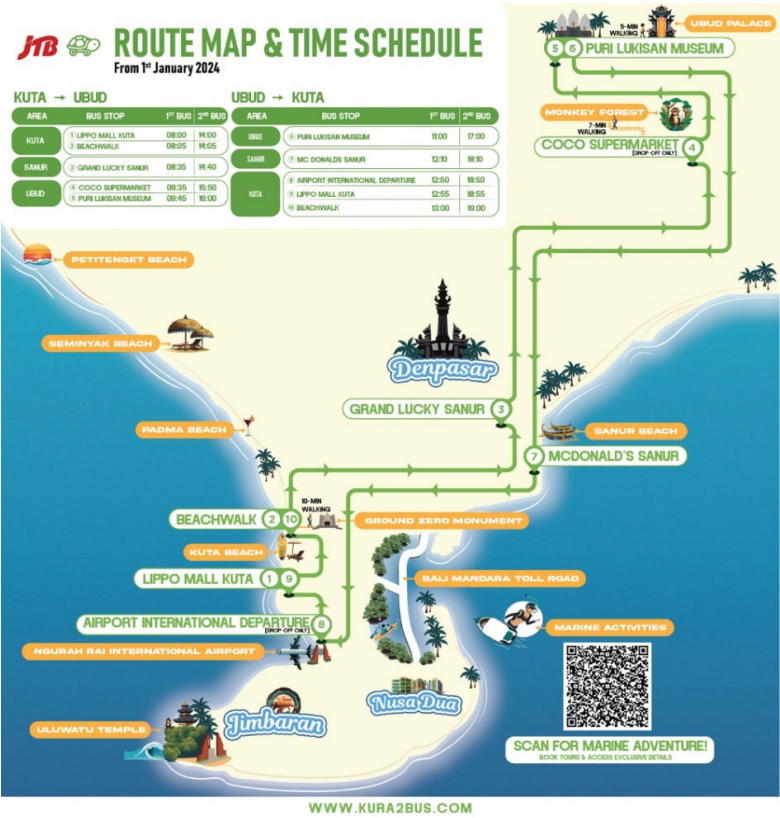 JTB
ROUTE MAP & TIME SCHEDULE
From 1st January 2024
KUTA → UBUD
AREA BUS STOP 1ST BUS 2ND BUS
KUTA
1 LIPPO MALL KUTA 08:00 14:00
2 BEACHWALK 08:05 14:05
SANUR
3 GRAND LUCKY SANUR 08:35 14:40
UBUD
4 COCO SUPERMARKET 09:35 15:50
5 PURI LUKISAN MUSEUM 09:45 16:00
UBUD → KUTA
AREA BUS STOP 1ST BUS 2ND BUS
UBUD
6 PURI LUKISAN MUSEUM 11:00 17:00
SANUR
7 MC DONALDS SANUR 12:10 18:10
KUTA
8 AIRPORT INTERNATIONAL DEPARTURE 12:50 18:50
9 LIPPO MALL KUTA 12:55 18:55
10 BEACHWALK 13:00 19:00
5-MIN
WALKING
UBUD PALACE
5 6 PURI LUKISAN MUSEUM
MONKEY FOREST
7-MIN
WALKING
COCO SUPERMARKET 4
[DROP-OFF ONLY]
PETITENGET BEACH
SEMINYAK BEACH
Denpasar
GRAND LUCKY SANUR 3
PADMA BEACH
SANUR BEACH
7 MCDONALD'S SANUR
10-MIN
WALKING
BEACHWALK 2 10
GROUND ZERO MONUMENT
KUTA BEACH
LIPPO MALL KUTA 1 9
BALI MANDARA TOLL ROAD
AIRPORT INTERNATIONAL DEPARTURE 8
[DROP-OFF ONLY]
MARINE ACTIVITIES
NGURAH RAI INTERNATIONAL AIRPORT
Nusa Dua
Jimbaran
ULUWATU TEMPLE
SCAN FOR MARINE ADVENTURE!
BOOK TOURS & ACCESS EXCLUSIVE DETAILS
WWW.KURA2BUS.COM